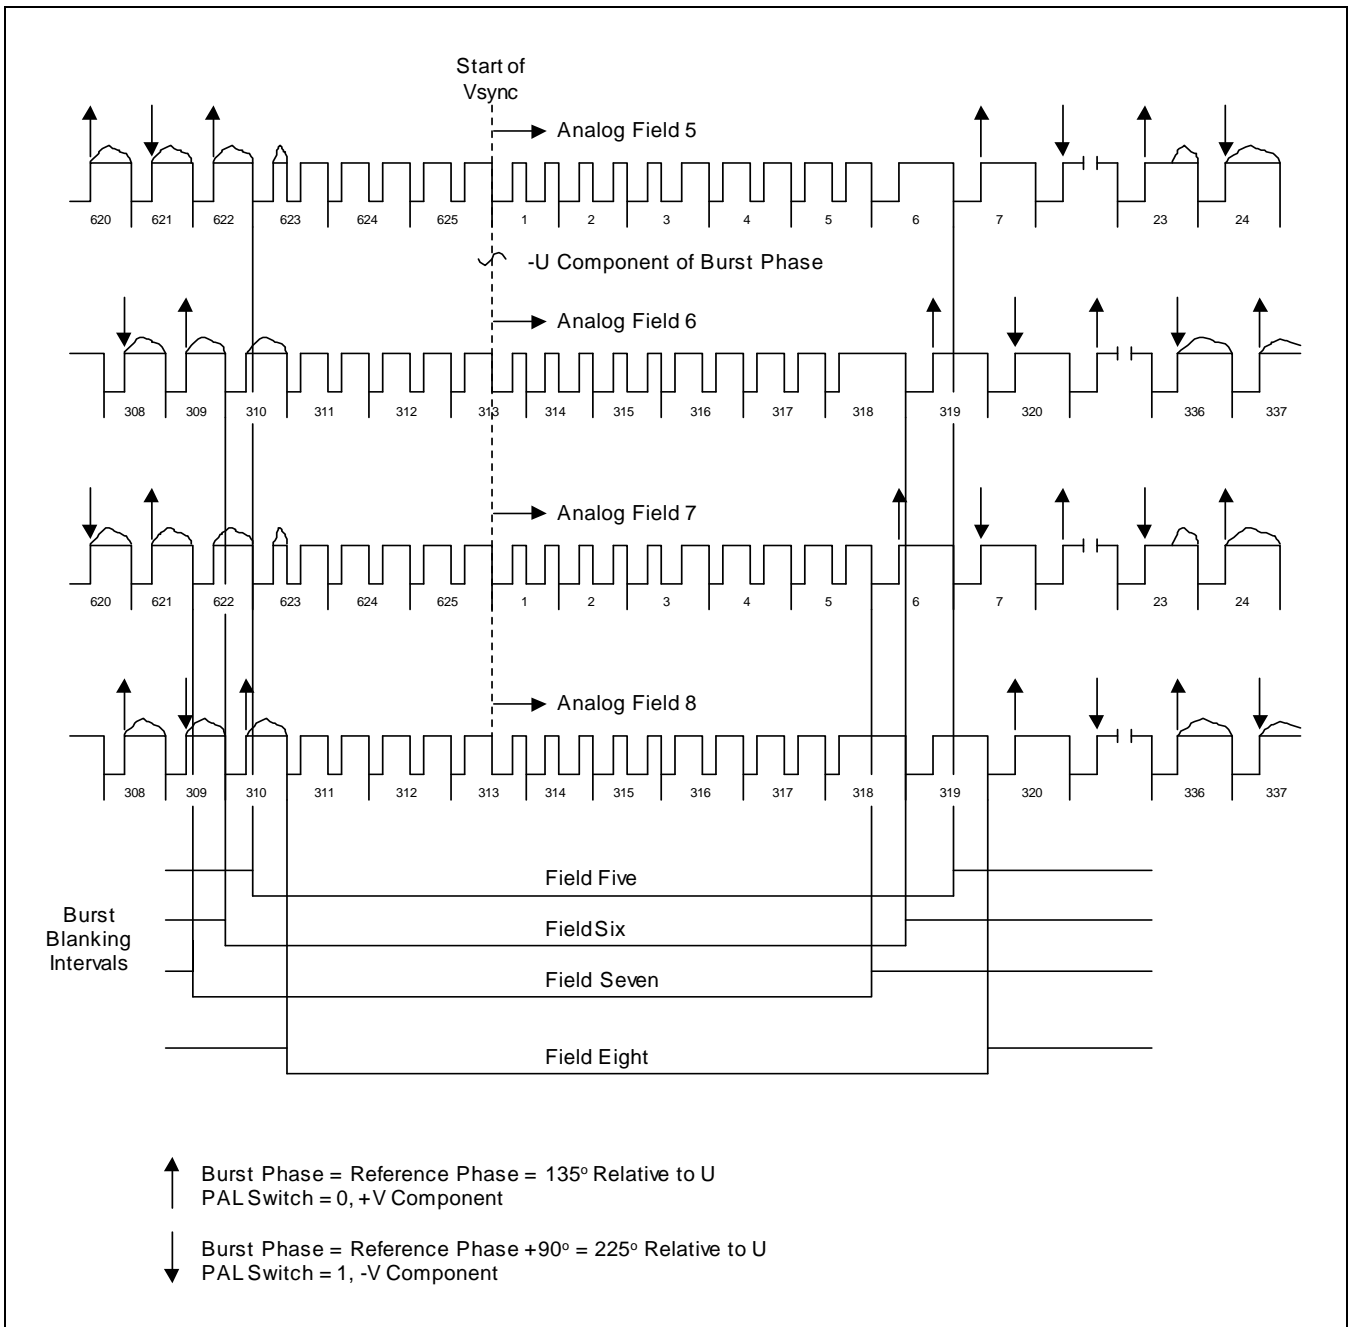 Start of
Vsync
Analog Field 5
620 621 622 623 624 625 1 2 3 4 5 6 7 23 24
-U Component of Burst Phase
Analog Field 6
308 309 310 311 312 313 314 315 316 317 318 319 320 336 337
Analog Field 7
620 621 622 623 624 625 1 2 3 4 5 6 7 23 24
Analog Field 8
308 309 310 311 312 313 314 315 316 317 318 319 320 336 337
Burst
Blanking
Intervals
Field Five
Field Six
Field Seven
Field Eight
Burst Phase = Reference Phase = 135° Relative to U
PAL Switch = 0, +V Component
Burst Phase = Reference Phase +90° = 225° Relative to U
PAL Switch = 1, -V Component